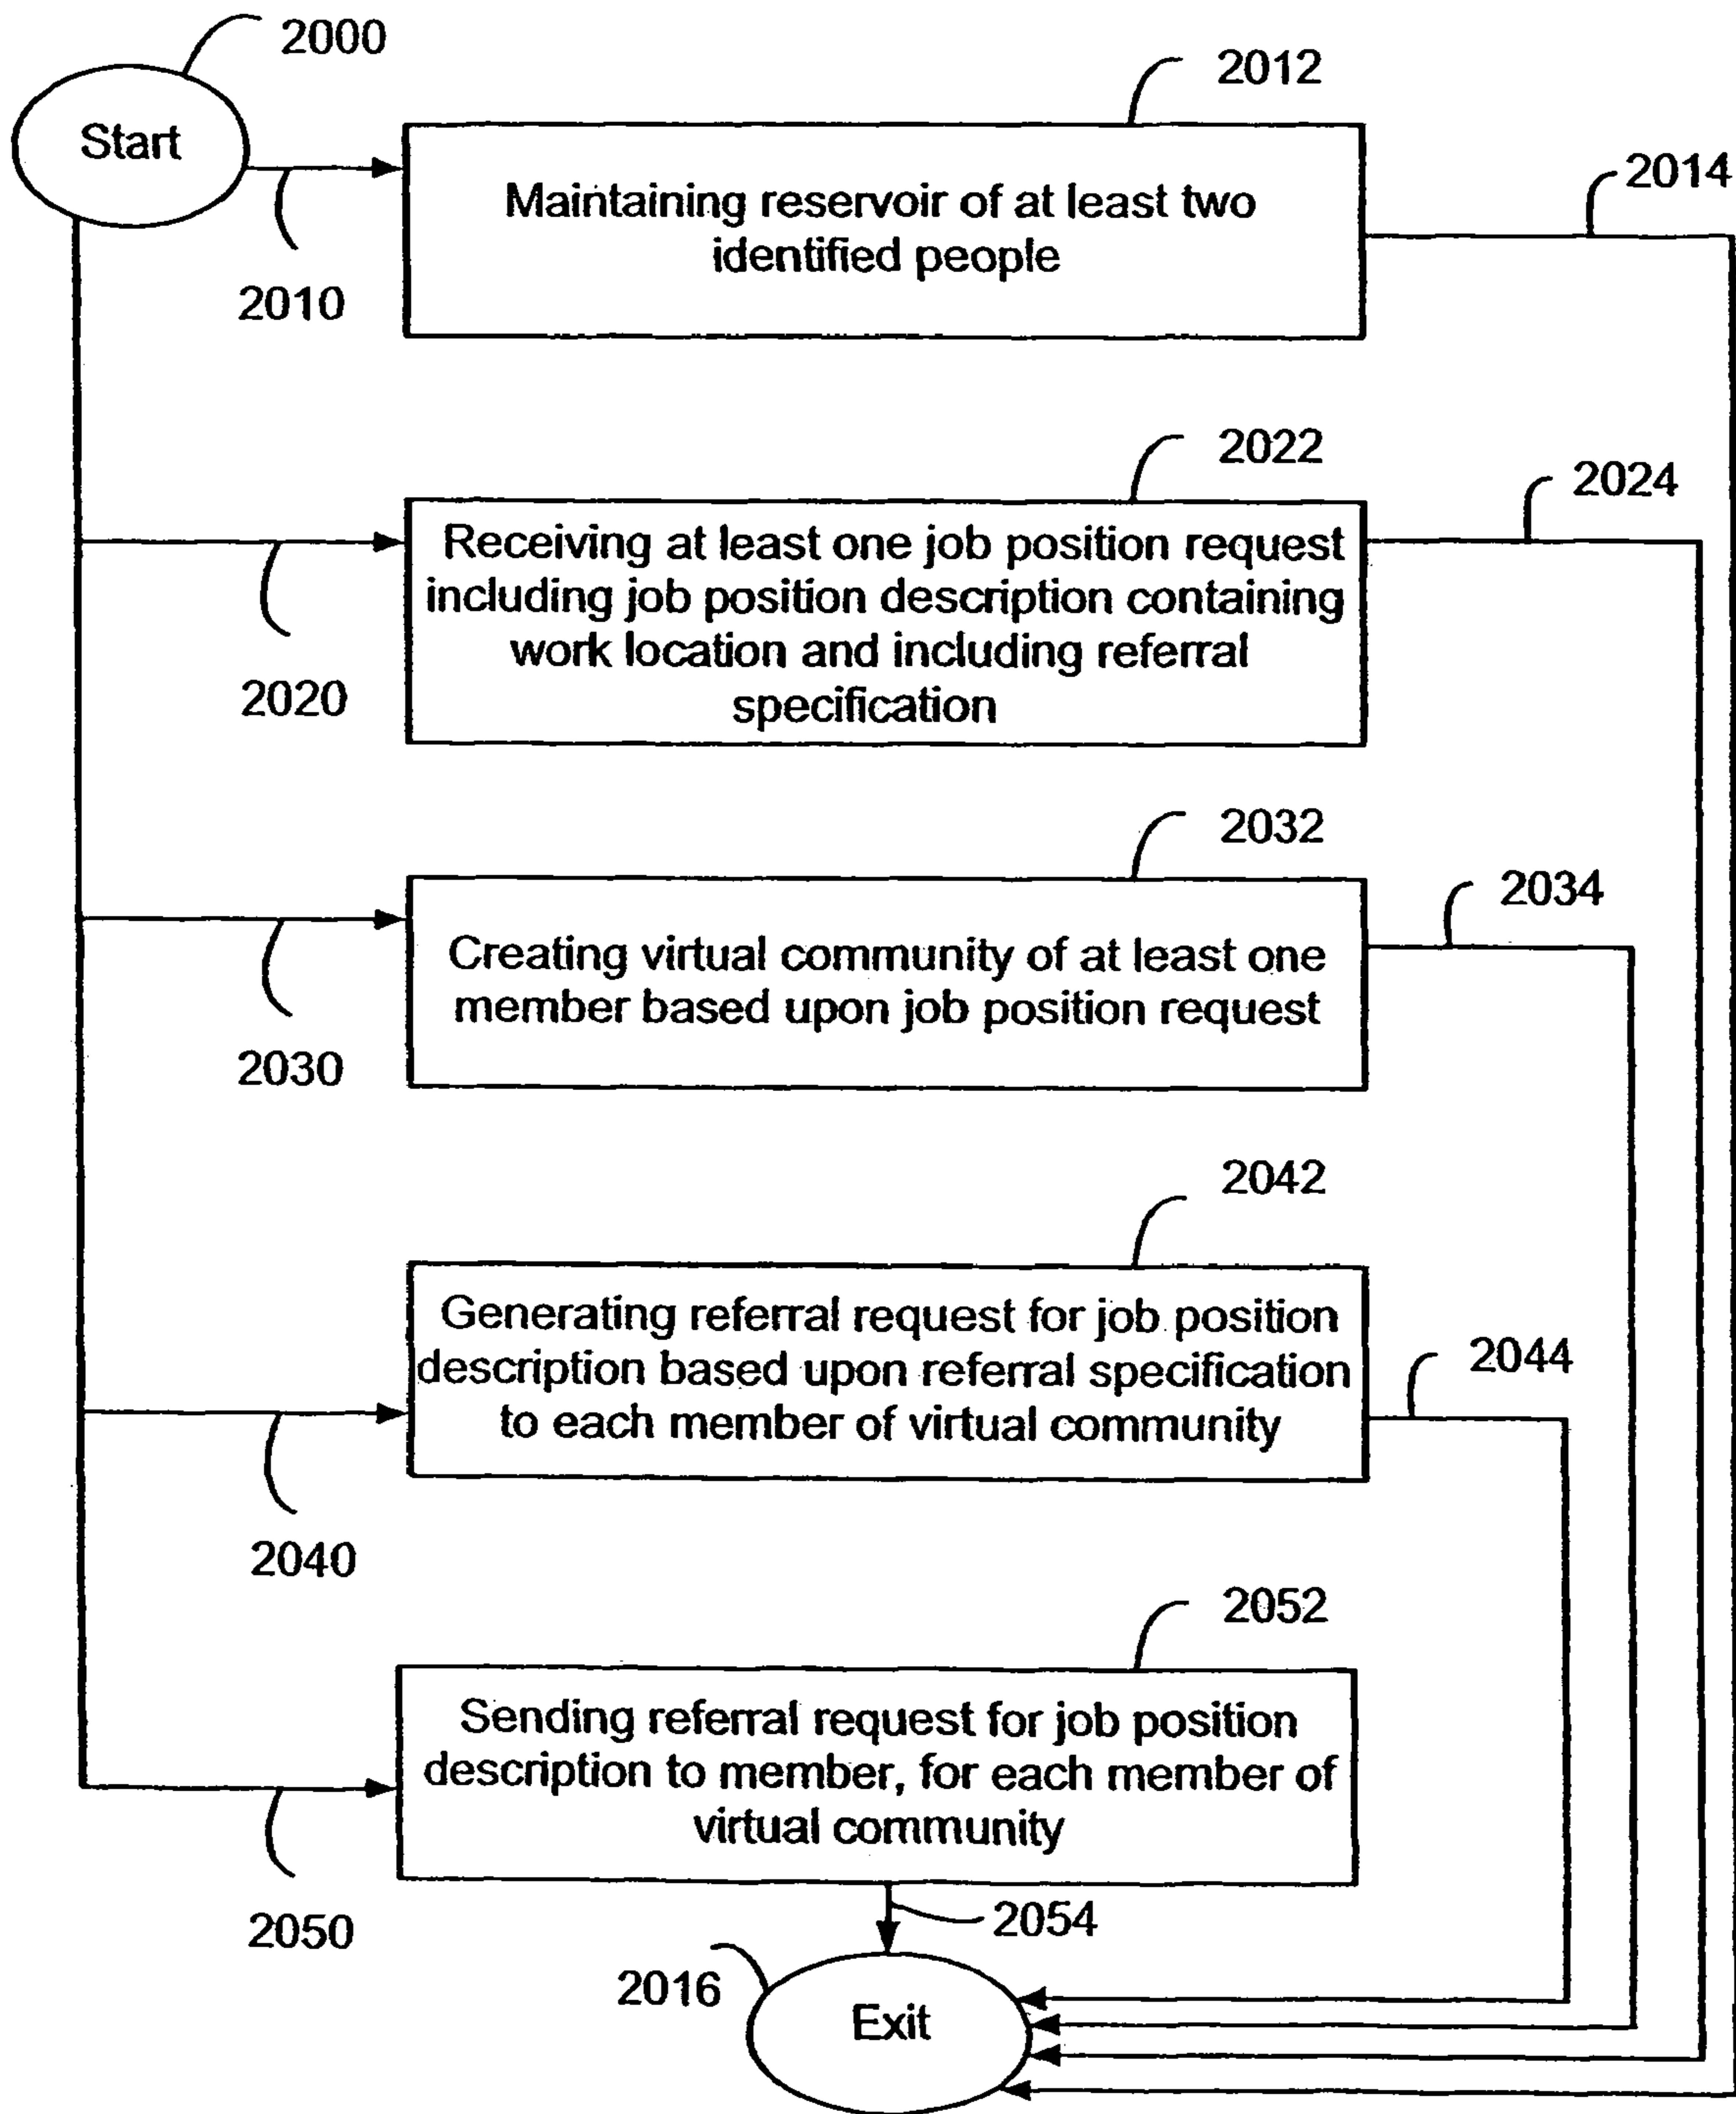 2000
Start
2012
Maintaining reservoir of at least two
identified people
2014
2010
2022
Receiving at least one job position request
including job position description containing
work location and including referral
specification
2024
2020
2032
Creating virtual community of at least one
member based upon job position request
2034
2030
2042
Generating referral request for job position
description based upon referral specification
to each member of virtual community
2044
2040
2052
Sending referral request for job position
description to member, for each member of
virtual community
2050
2054
2016
Exit